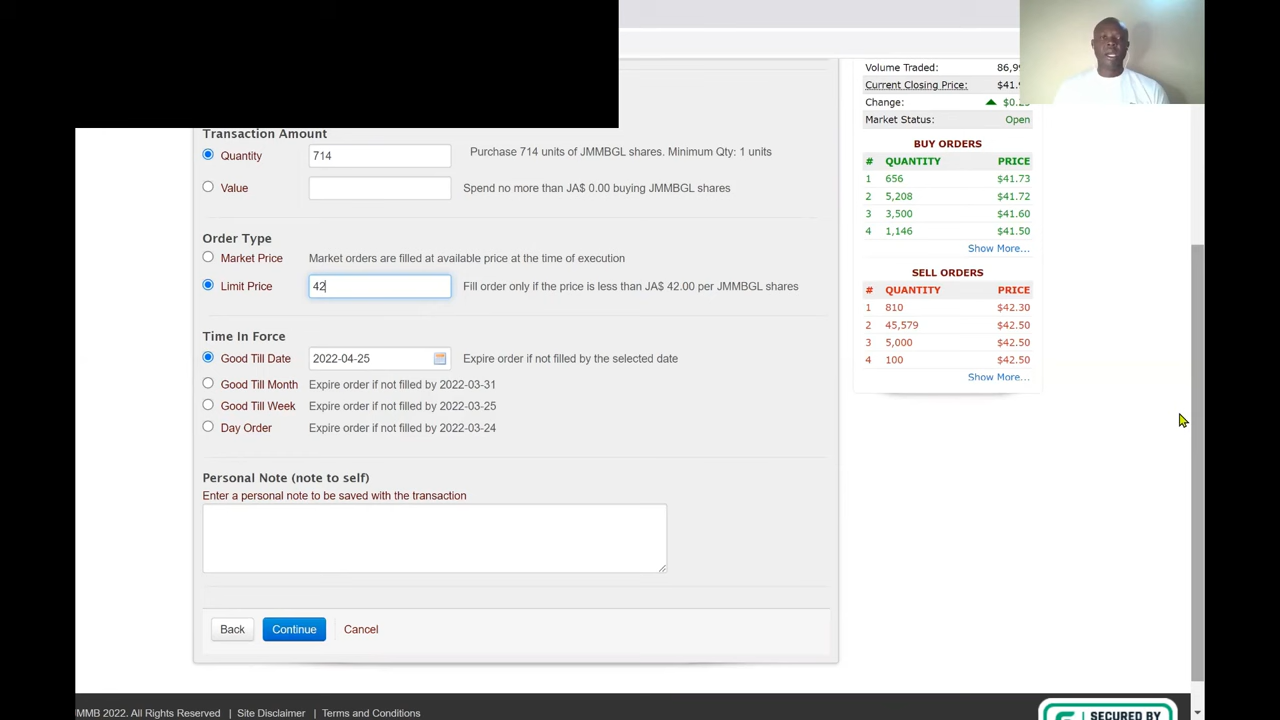 Volume Traded: 86,9
Current Closing Price: $41.
Change: $0.2
Market Status: Open
Transaction Amount
Quantity 714 Purchase 714 units of JMMBGL shares. Minimum Qty: 1 units
Value Spend no more than JA$ 0.00 buying JMMBGL shares
Order Type
Market Price Market orders are filled at available price at the time of execution
Limit Price 42 Fill order only if the price is less than JA$ 42.00 per JMMBGL shares
Time In Force
Good Till Date 2022-04-25 Expire order if not filled by the selected date
Good Till Month Expire order if not filled by 2022-03-31
Good Till Week Expire order if not filled by 2022-03-25
Day Order Expire order if not filled by 2022-03-24
Personal Note (note to self)
Enter a personal note to be saved with the transaction
Back Continue Cancel
BUY ORDERS
# QUANTITY PRICE
1 656 $41.73
2 5,208 $41.72
3 3,500 $41.60
4 1,146 $41.50
Show More...
SELL ORDERS
# QUANTITY PRICE
1 810 $42.30
2 45,579 $42.50
3 5,000 $42.50
4 100 $42.50
Show More...
MMB 2022. All Rights Reserved | Site Disclaimer | Terms and Conditions
SECURED BY